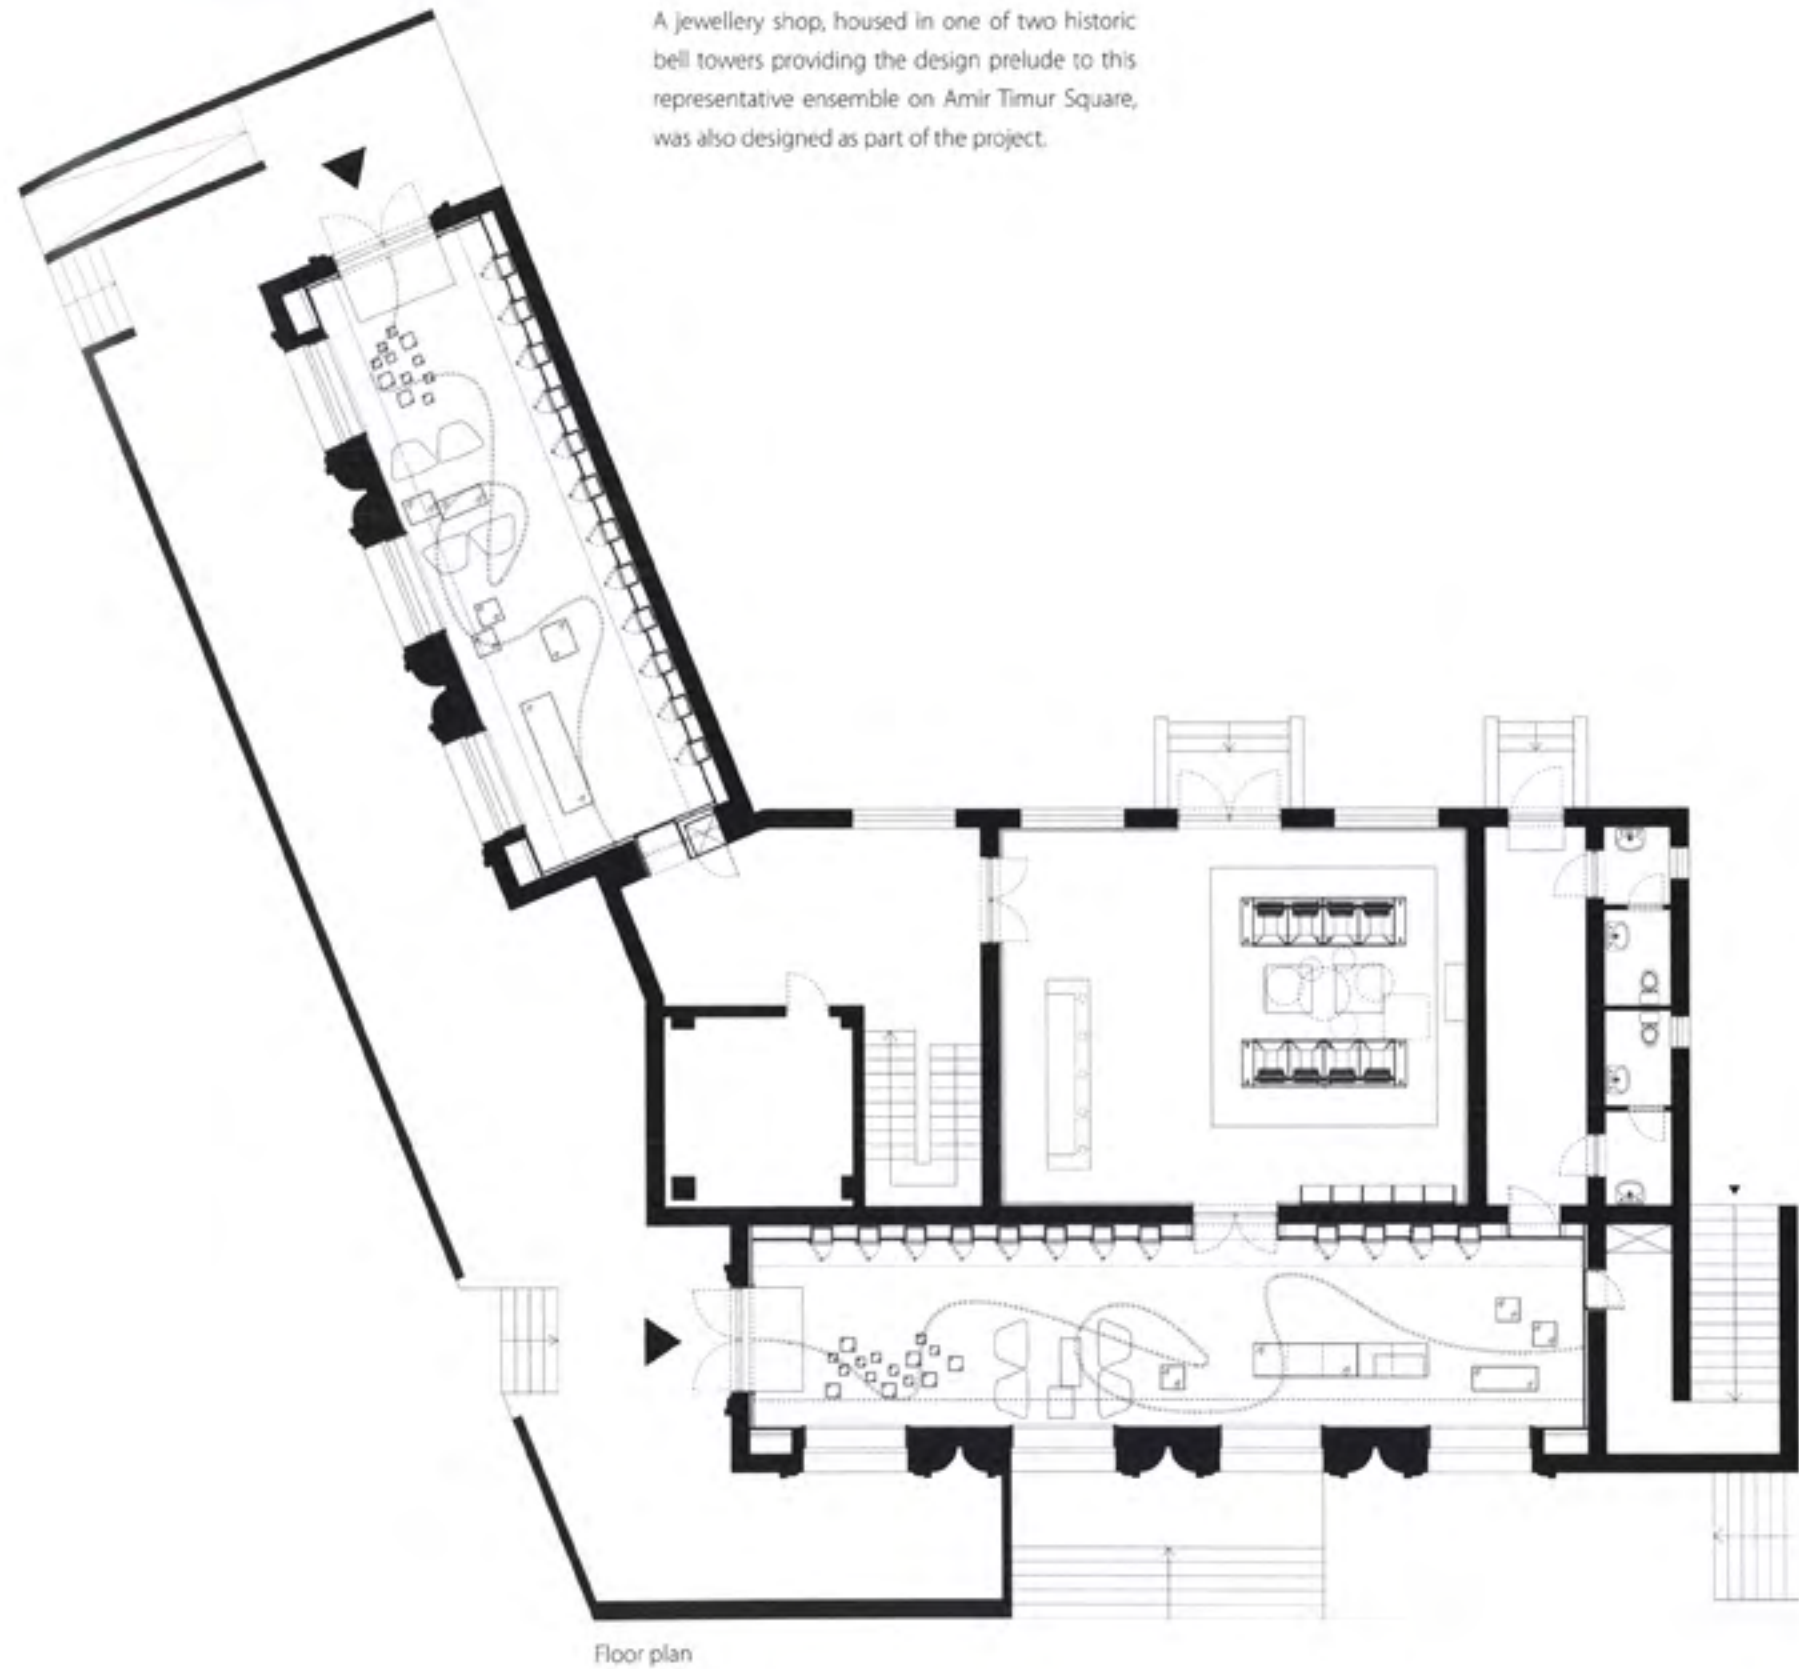 A jewellery shop, housed in one of two historic
bell towers providing the design prelude to this
representative ensemble on Amir Timur Square,
was also designed as part of the project.
Floor plan